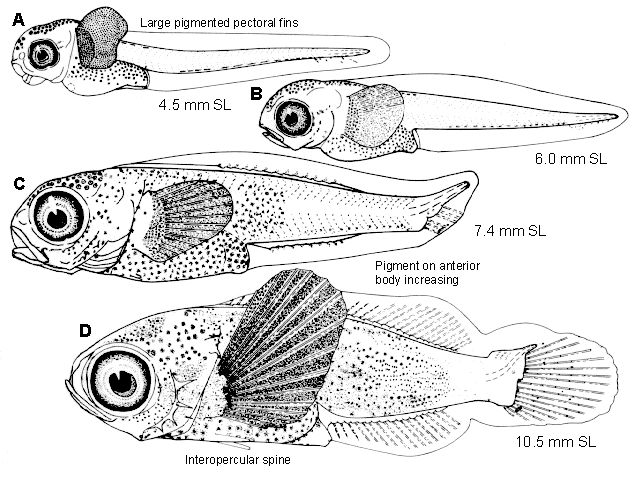 A
Large pigmented pectoral fins
4.5 mm SL
B
6.0 mm SL
C
7.4 mm SL
Pigment on anterior
body increasing
D
10.5 mm SL
Interopercular spine